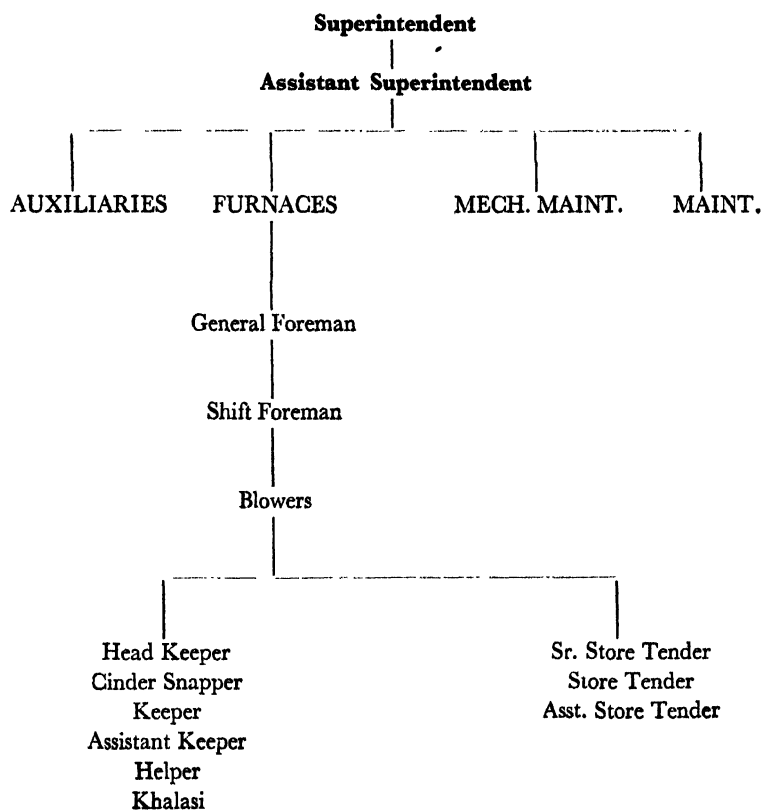 Superintendent
Assistant Superintendent
AUXILIARIES FURNACES MECH. MAINT. MAINT.
General Foreman
Shift Foreman
Blowers
Head Keeper Sr. Store Tender
Cinder Snapper Store Tender
Keeper Asst. Store Tender
Assistant Keeper
Helper
Khalasi